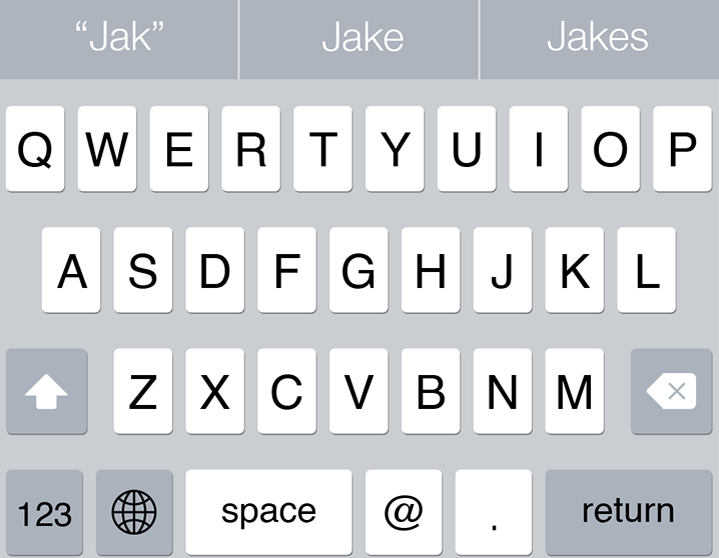 “Jak” Jake Jakes
Q W E R T Y U I O P
A S D F G H J K L
Z X C V B N M
123 space @ . return